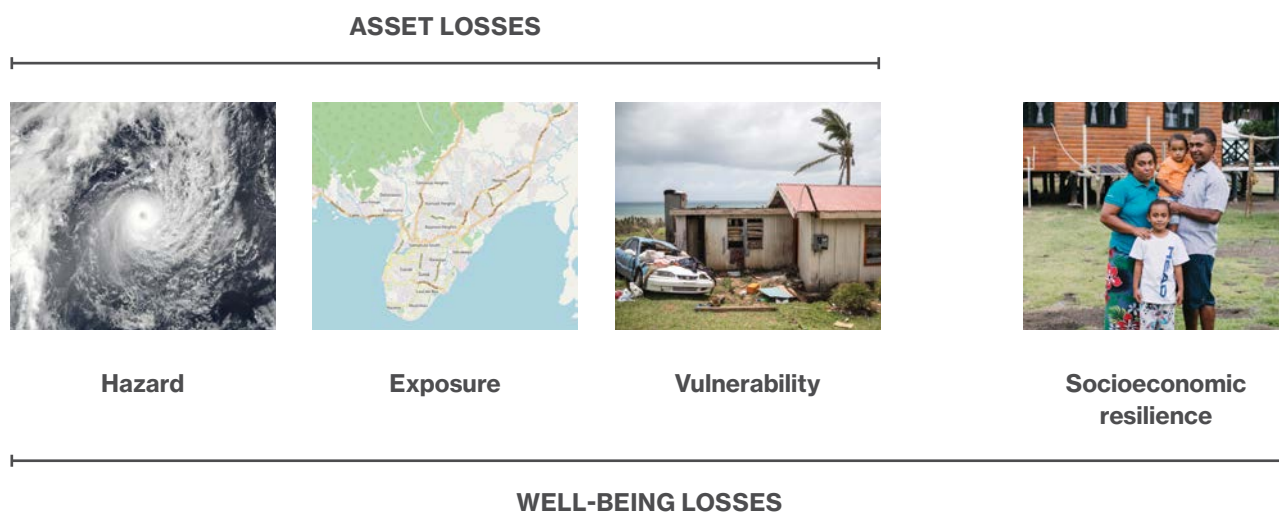 ASSET LOSSES
Hazard
Exposure
Vulnerability
Socioeconomic
resilience
WELL-BEING LOSSES